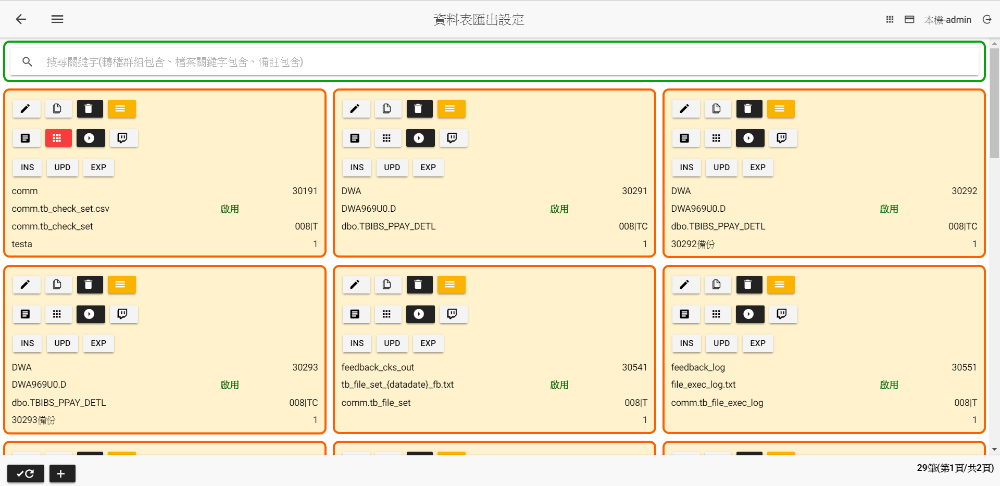 資料表匯出設定
本機-admin
搜尋關鍵字(轉檔群組包含、檔案關鍵字包含、備註包含)
INS UPD EXP
comm 30191
comm.tb_check_set.csv 啟用
comm.tb_check_set 008|T
testa 1
INS UPD EXP
DWA 30291
DWA969U0.D 啟用
dbo.TBIBS_PPAY_DETL 008|TC
1
INS UPD EXP
DWA 30292
DWA969U0.D 啟用
dbo.TBIBS_PPAY_DETL 008|TC
30292備份 1
INS UPD EXP
DWA 30293
DWA969U0.D 啟用
dbo.TBIBS_PPAY_DETL 008|TC
30293備份 1
INS UPD EXP
feedback_cks_out 30541
tb_file_set_{datadate}_fb.txt 啟用
comm.tb_file_set 008|T
1
INS UPD EXP
feedback_log 30551
file_exec_log.txt 啟用
comm.tb_file_exec_log 008|T
1
29筆(第1頁/共2頁)